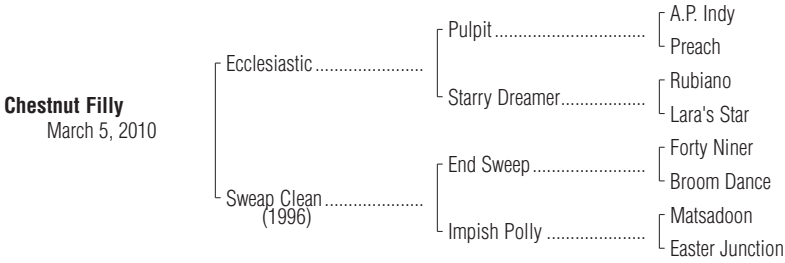 A.P. Indy
Pulpit
Preach
Ecclesiastic
Rubiano
Starry Dreamer
Lara's Star
Chestnut Filly
March 5, 2010
Forty Niner
End Sweep
Broom Dance
Sweap Clean
(1996)
Matsadoon
Impish Polly
Easter Junction